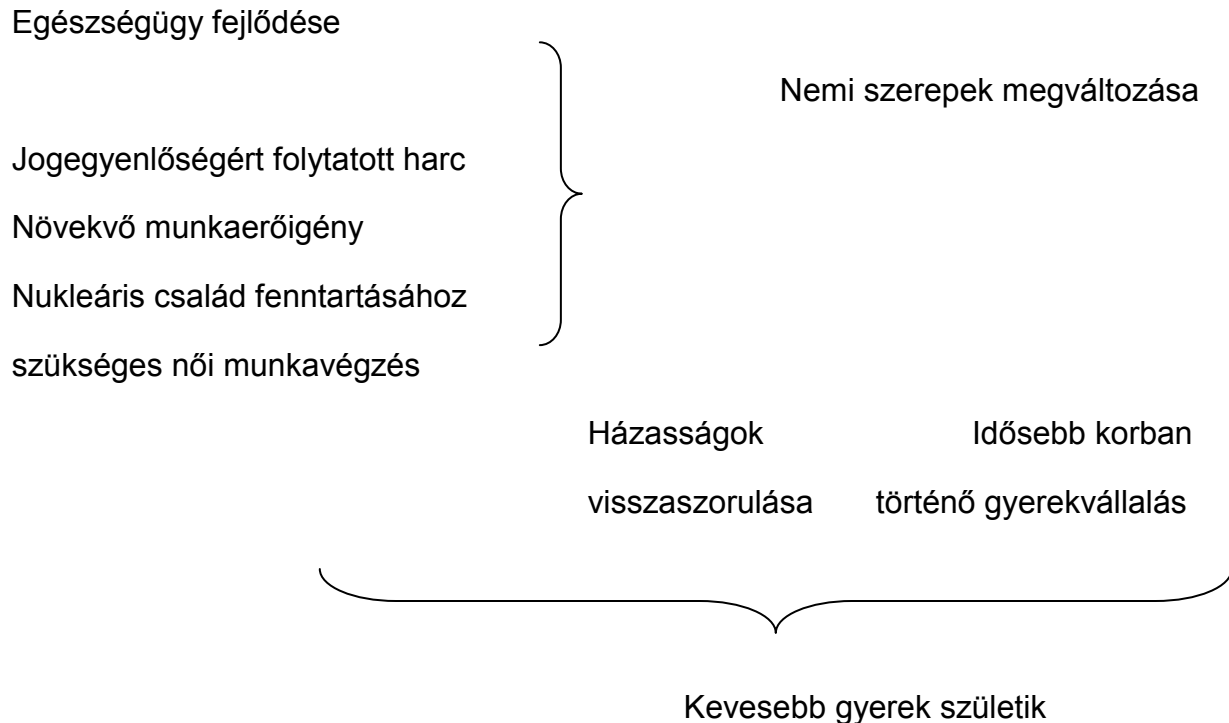 Egészségügy fejlődése
Nemi szerepek megváltozása
Jogegyenlőségért folytatott harc
Növekvő munkaerőigény
Nukleáris család fenntartásához
szükséges női munkavégzés
Házasságok
visszaszorulása
Idősebb korban
történő gyerekvállalás
Kevesebb gyerek születik